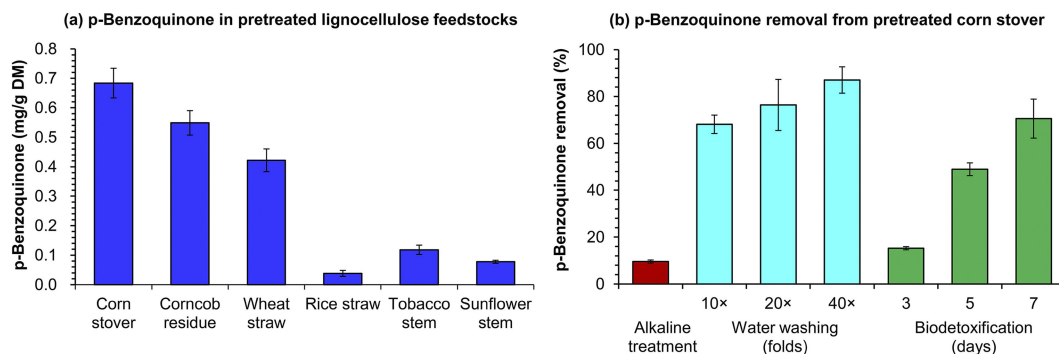 (a) p-Benzoquinone in pretreated lignocellulose feedstocks
p-Benzoquinone (mg/g DM)
0.8
0.7
0.6
0.5
0.4
0.3
0.2
0.1
0.0
Corn
stover
Corncob
residue
Wheat
straw
Rice straw
Tobacco
stem
Sunflower
stem
(b) p-Benzoquinone removal from pretreated corn stover
p-Benzoquinone removal (%)
100
80
60
40
20
0
10×
20×
40×
3
5
7
Alkaline
treatment
Water washing
(folds)
Biodetoxification
(days)